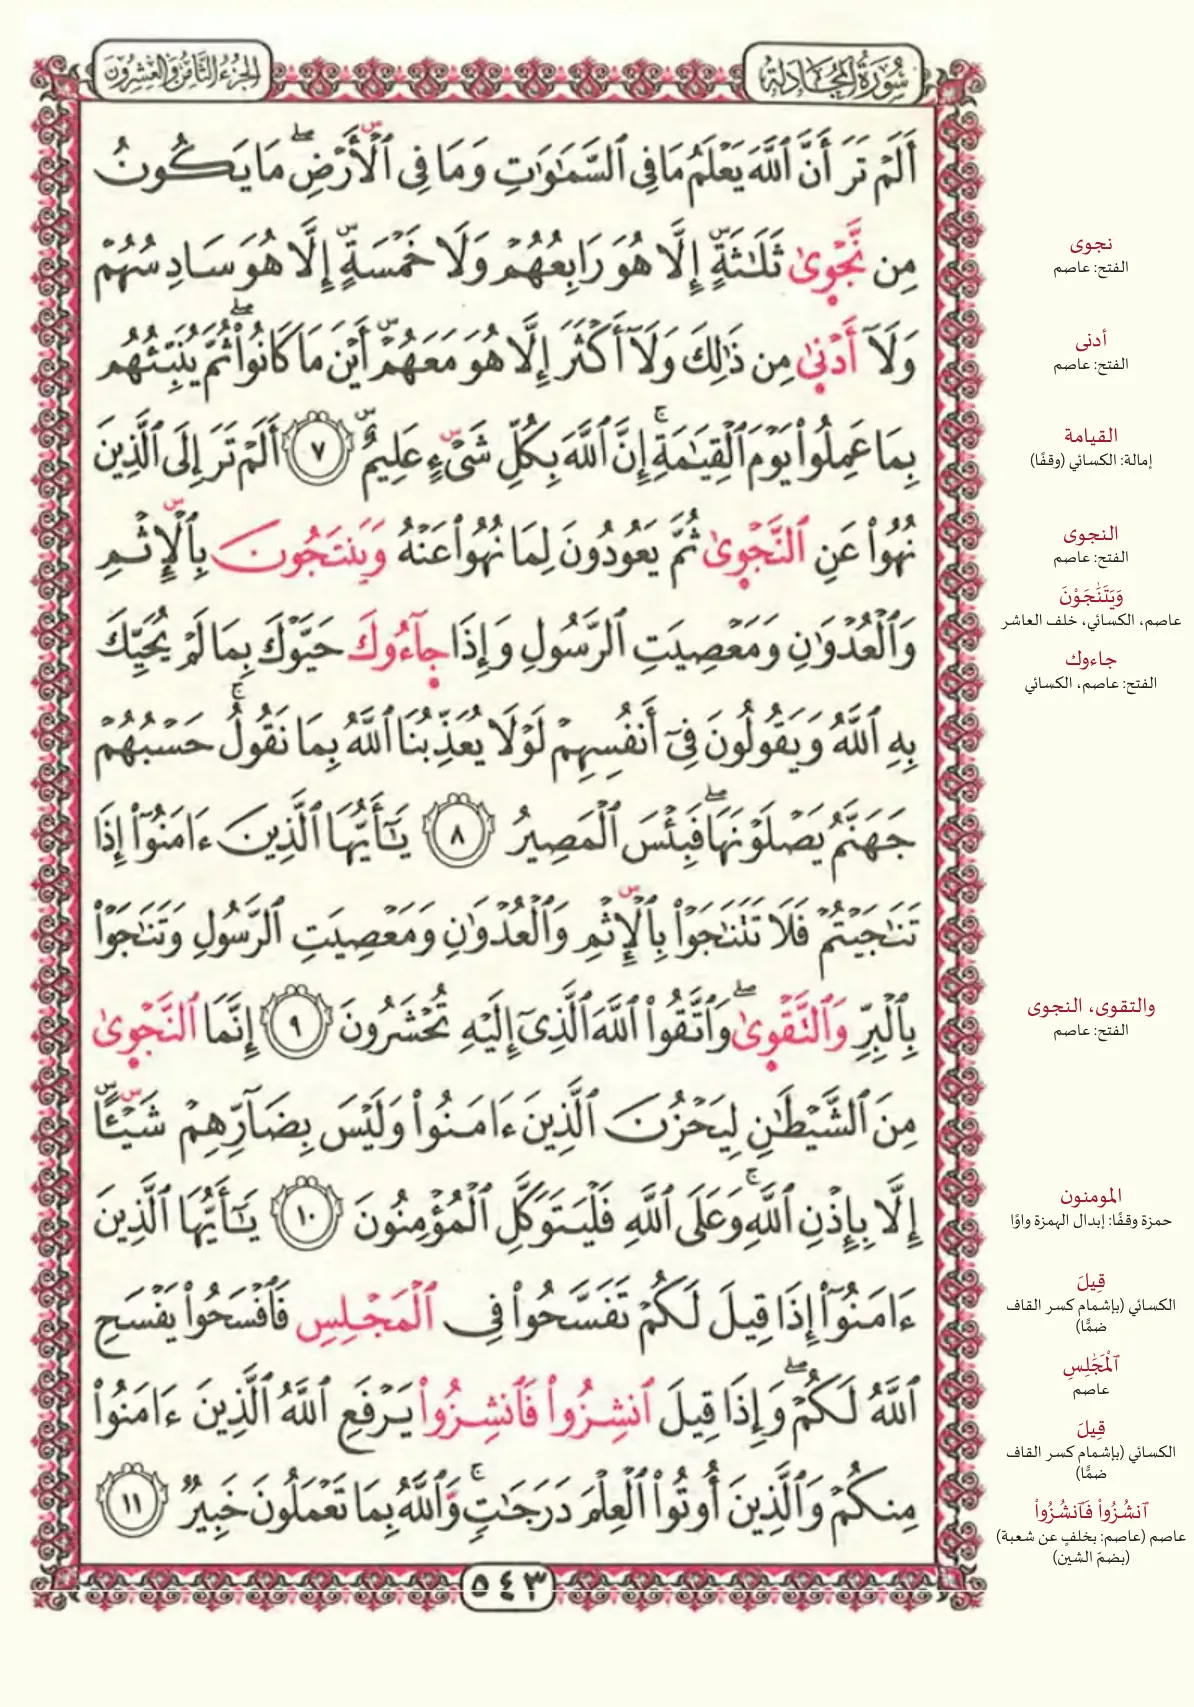 سُورَةُ المُجَادلة
الجزء الثامن والعشرون
أَلَمْ تَرَ أَنَّ ٱللَّهَ يَعْلَمُ مَا فِى ٱلسَّمَٰوَٰتِ وَمَا فِى ٱلْأَرْضِۖ مَا يَكُونُ
مِن نَّجْوَىٰ ثَلَٰثَةٍ إِلَّا هُوَ رَابِعُهُمْ وَلَا خَمْسَةٍ إِلَّا هُوَ سَادِسُهُمْ
وَلَآ أَدْنَىٰ مِن ذَٰلِكَ وَلَآ أَكْثَرَ إِلَّا هُوَ مَعَهُمْ أَيْنَ مَا كَانُوا۟ۖ ثُمَّ يُنَبِّئُهُم
بِمَا عَمِلُوا۟ يَوْمَ ٱلْقِيَٰمَةِۚ إِنَّ ٱللَّهَ بِكُلِّ شَىْءٍ عَلِيمٌ ٧ أَلَمْ تَرَ إِلَى ٱلَّذِينَ
نُهُوا۟ عَنِ ٱلنَّجْوَىٰ ثُمَّ يَعُودُونَ لِمَا نُهُوا۟ عَنْهُ وَيَنتَجُونَ بِٱلْإِثْمِ
وَٱلْعُدْوَٰنِ وَمَعْصِيَتِ ٱلرَّسُولِ وَإِذَا جَآءُوكَ حَيَّوْكَ بِمَا لَمْ يُحَيِّكَ
بِهِ ٱللَّهُ وَيَقُولُونَ فِىٓ أَنفُسِهِمْ لَوْلَا يُعَذِّبُنَا ٱللَّهُ بِمَا نَقُولُۚ حَسْبُهُمْ
جَهَنَّمُ يَصْلَوْنَهَاۖ فَبِئْسَ ٱلْمَصِيرُ ٨ يَٰٓأَيُّهَا ٱلَّذِينَ ءَامَنُوٓا۟ إِذَا
تَنَٰجَيْتُمْ فَلَا تَتَنَٰجَوْا۟ بِٱلْإِثْمِ وَٱلْعُدْوَٰنِ وَمَعْصِيَتِ ٱلرَّسُولِ وَتَنَٰجَوْا۟
بِٱلْبِرِّ وَٱلتَّقْوَىٰۖ وَٱتَّقُوا۟ ٱللَّهَ ٱلَّذِىٓ إِلَيْهِ تُحْشَرُونَ ٩ إِنَّمَا ٱلنَّجْوَىٰ
مِنَ ٱلشَّيْطَٰنِ لِيَحْزُنَ ٱلَّذِينَ ءَامَنُوا۟ وَلَيْسَ بِضَآرِّهِمْ شَيْـًٔا
إِلَّا بِإِذْنِ ٱللَّهِۚ وَعَلَى ٱللَّهِ فَلْيَتَوَكَّلِ ٱلْمُؤْمِنُونَ ١٠ يَٰٓأَيُّهَا ٱلَّذِينَ
ءَامَنُوٓا۟ إِذَا قِيلَ لَكُمْ تَفَسَّحُوا۟ فِى ٱلْمَجْلِسِ فَٱفْسَحُوا۟ يَفْسَحِ
ٱللَّهُ لَكُمْۖ وَإِذَا قِيلَ ٱنشِزُوا۟ فَٱنشِزُوا۟ يَرْفَعِ ٱللَّهُ ٱلَّذِينَ ءَامَنُوا۟
مِنكُمْ وَٱلَّذِينَ أُوتُوا۟ ٱلْعِلْمَ دَرَجَٰتٍۚ وَٱللَّهُ بِمَا تَعْمَلُونَ خَبِيرٌ ١١
٥٤٣
نجوى
الفتح: عاصم
أدنى
الفتح: عاصم
القيامة
إمالة: الكسائي (وقفًا)
النجوى
الفتح: عاصم
وَيَتَنَٰجَوْنَ
عاصم، الكسائي، خلف العاشر
جاءوك
الفتح: عاصم، الكسائي
والتقوى، النجوى
الفتح: عاصم
المومنون
حمزة وقفًا: إبدال الهمزة واوًا
قِيلَ
الكسائي (بإشمام كسر القاف
ضمًّا)
ٱلْمَجَٰلِسِ
عاصم
قِيلَ
الكسائي (بإشمام كسر القاف
ضمًّا)
ٱنشُزُوا۟ فَٱنشُزُوا۟
عاصم (عاصم: بخلفٍ عن شعبة)
(بضمّ الشين)